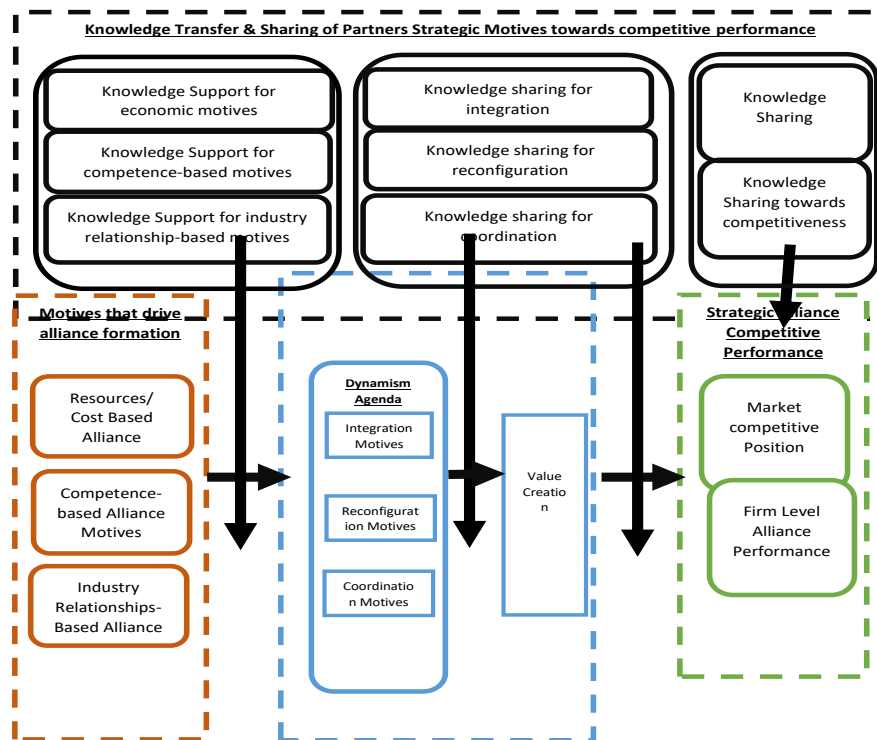 Knowledge Transfer & Sharing of Partners Strategic Motives towards competitive performance
Knowledge Support for
economic motives
Knowledge Support for
competence-based motives
Knowledge Support for industry
relationship-based motives
Knowledge sharing for
integration
Knowledge sharing for
reconfiguration
Knowledge sharing for
coordination
Knowledge
Sharing
Knowledge
Sharing towards
competitiveness
Motives that drive
alliance formation
Resources/
Cost Based
Alliance
Competence-
based Alliance
Motives
Industry
Relationships-
Based Alliance
Dynamism
Agenda
Integration
Motives
Reconfigurat
ion Motives
Coordinatio
n Motives
Value
Creatio
n
Strategic Alliance
Competitive
Performance
Market
competitive
Position
Firm Level
Alliance
Performance